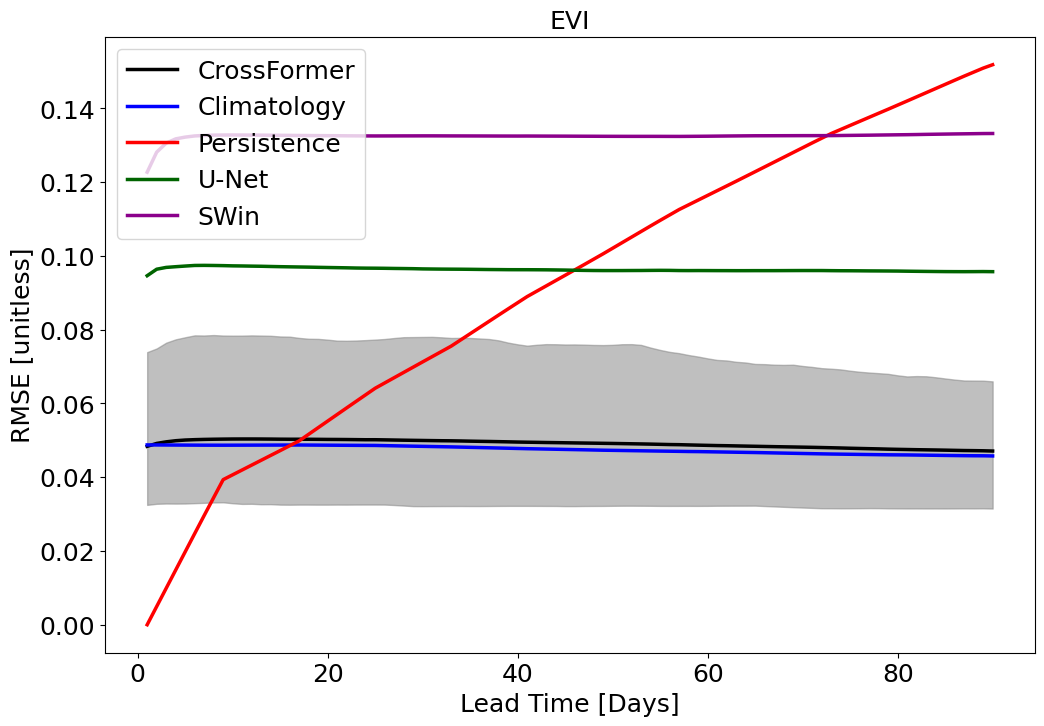 EVI
CrossFormer
Climatology
Persistence
U-Net
SWin
RMSE [unitless]
0.14
0.12
0.10
0.08
0.06
0.04
0.02
0.00
0
20
40
60
80
Lead Time [Days]